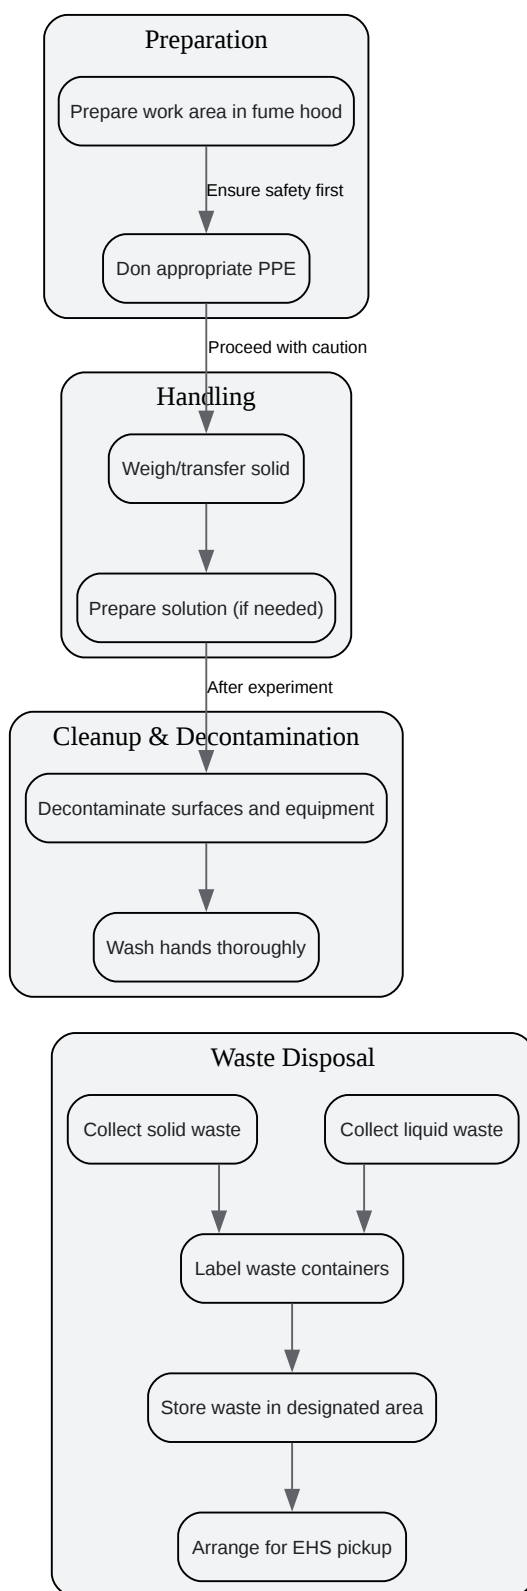 Preparation
Prepare work area in fume hood
Ensure safety first
Don appropriate PPE
Proceed with caution
Handling
Weigh/transfer solid
Prepare solution (if needed)
After experiment
Cleanup & Decontamination
Decontaminate surfaces and equipment
Wash hands thoroughly
Waste Disposal
Collect solid waste
Collect liquid waste
Label waste containers
Store waste in designated area
Arrange for EHS pickup